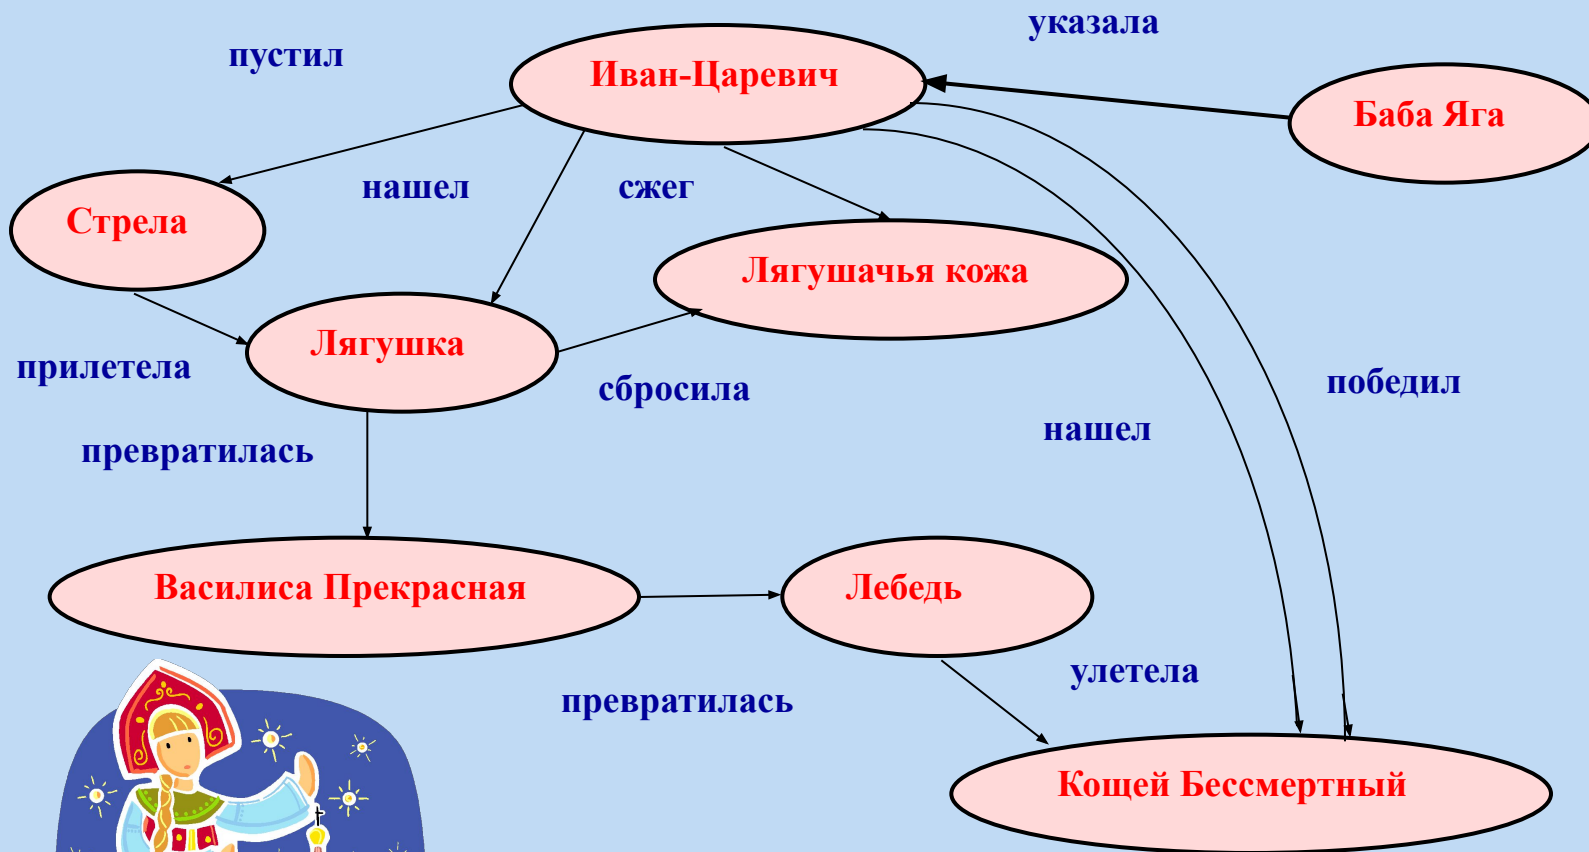 указала
пустил
Иван-Царевич
Баба Яга
нашел
сжег
Стрела
Лягушачья кожа
Лягушка
прилетела
сбросила
победил
нашел
превратилась
Василиса Прекрасная
Лебедь
улетела
превратилась
Кощей Бессмертный